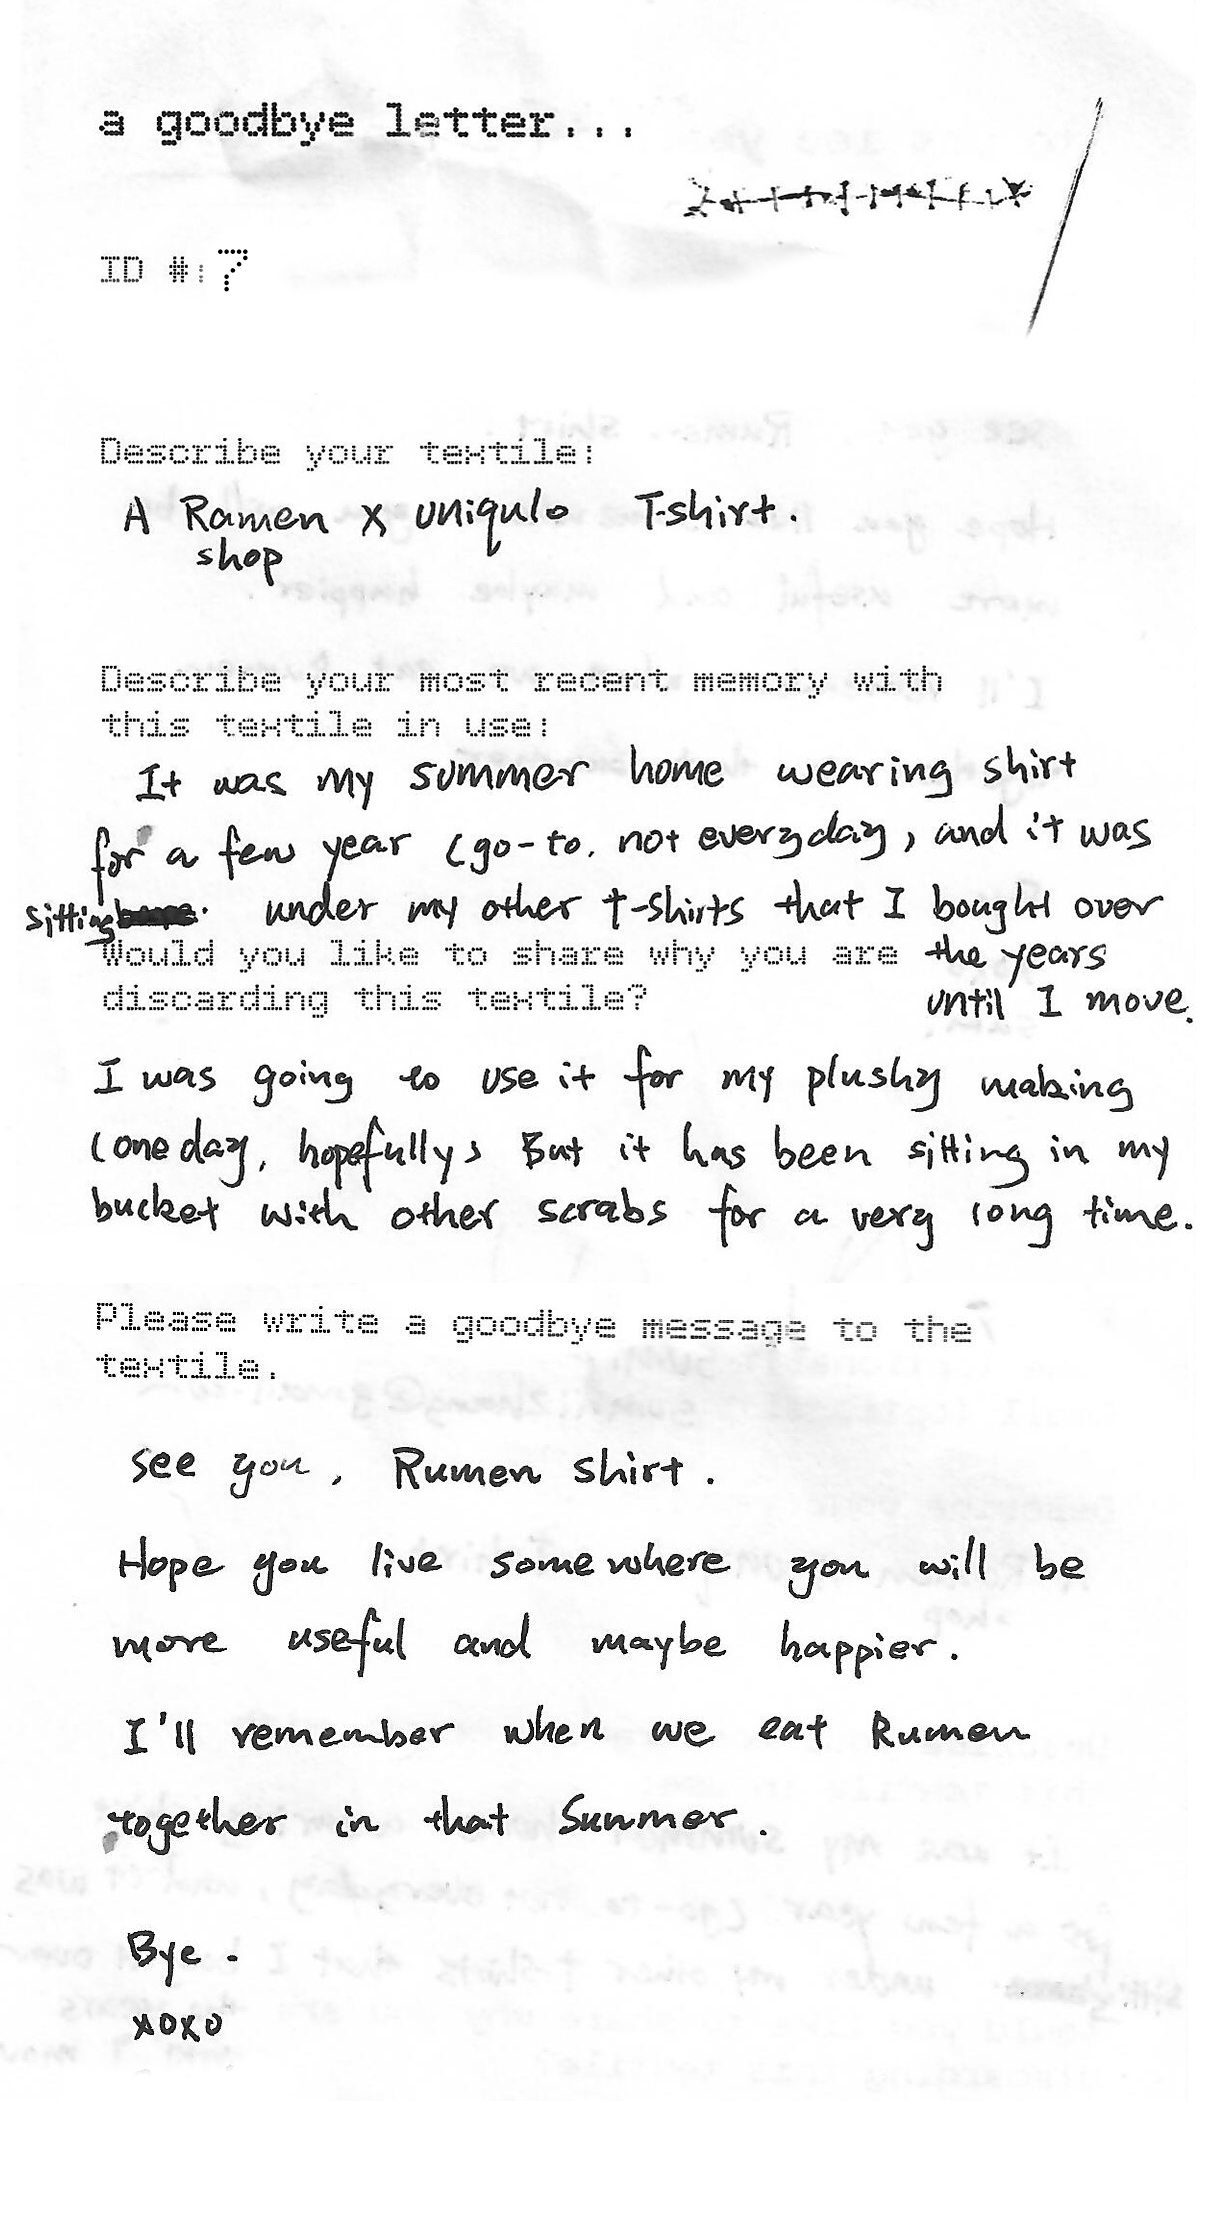 a goodbye letter...
ID #:7
Describe your textile:
A Ramen x uniqulo T-shirt.
shop
Describe your most recent memory with
this textile in use:
It was my summer home wearing shirt
for a few year (go-to. not everyday, and it was
sitting under my other t-shirts that I bought over
the years
until I move.
Would you like to share why you are
discarding this textile?
I was going to use it for my plushy making
(one day, hopefully) But it has been sitting in my
bucket with other scrabs for a very long time.
Please write a goodbye message to the
textile.
see you, Rumen shirt.
Hope you live somewhere you will be
more useful and maybe happier.
I'll remember when we eat Rumen
together in that Summer.
Bye.
xoxo